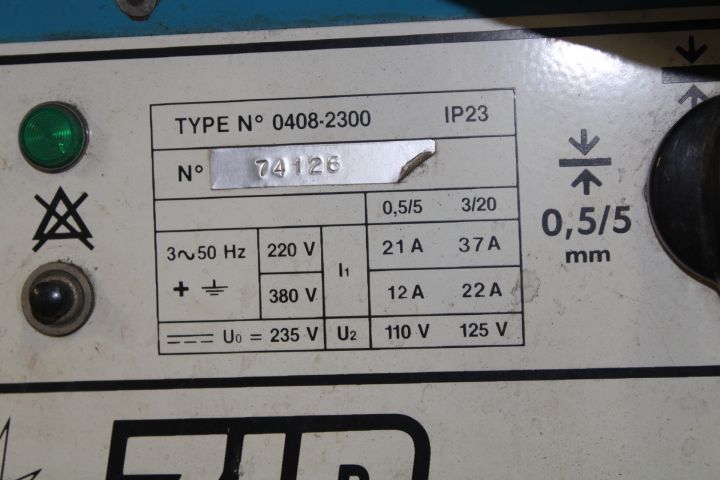 TYPE N° 0408-2300 IP23
N° 74126
0,5/5 3/20
3~50 Hz 220 V I₁ 21 A 37 A
+ ⏚ 380 V 12 A 22 A
⎓ U₀ = 235 V U₂ 110 V 125 V
0,5/5
mm